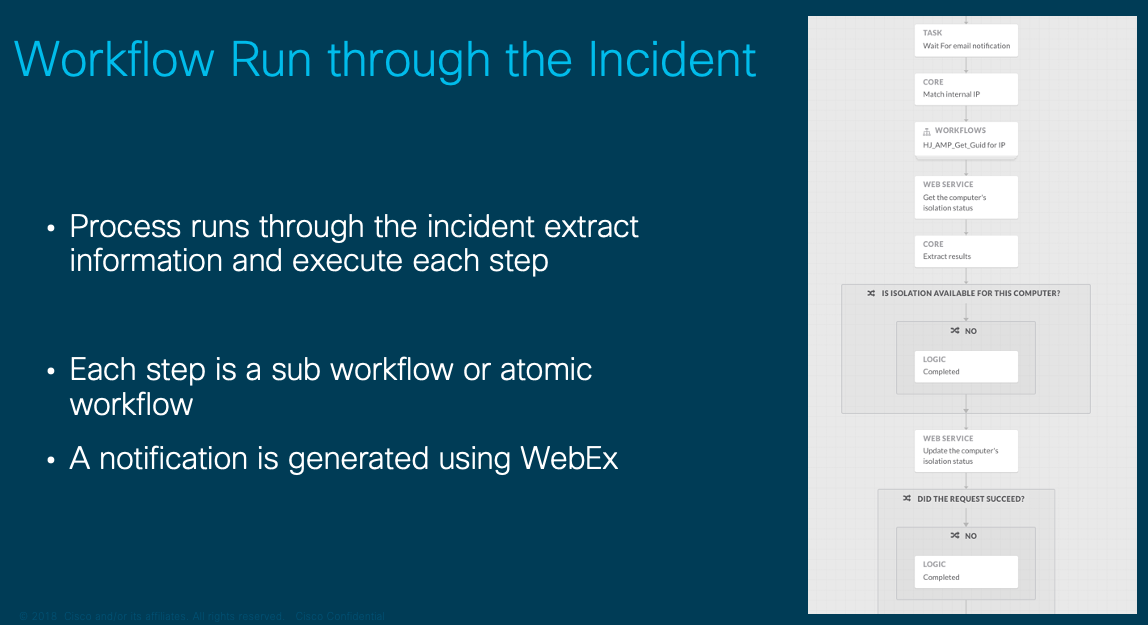 Workflow Run through the Incident
• Process runs through the incident extract
information and execute each step
• Each step is a sub workflow or atomic
workflow
• A notification is generated using WebEx
© 2018 Cisco and/or its affiliates. All rights reserved. Cisco Confidential
TASK
Wait For email notification
CORE
Match internal IP
WORKFLOWS
HJ_AMP_Get_Guid for IP
WEB SERVICE
Get the computer's
isolation status
CORE
Extract results
IS ISOLATION AVAILABLE FOR THIS COMPUTER?
NO
LOGIC
Completed
WEB SERVICE
Update the computer's
isolation status
DID THE REQUEST SUCCEED?
NO
LOGIC
Completed